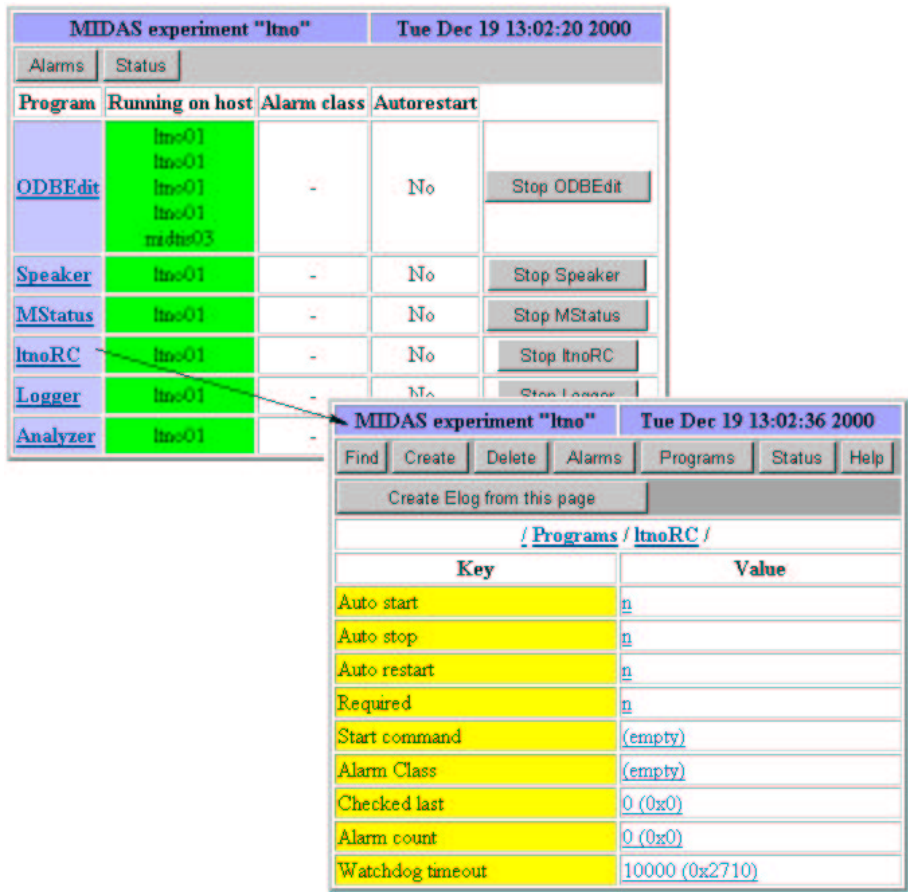 MIDAS experiment "ltno" Tue Dec 19 13:02:20 2000
Alarms Status
Program Running on host Alarm class Autorestart
ltno01
ltno01
ODBEdit ltno01 - No Stop ODBEdit
ltno01
midtis03
Speaker ltno01 - No Stop Speaker
MStatus ltno01 - No Stop MStatus
ltnoRC ltno01 - No Stop ltnoRC
Logger ltno01 - No Stop Logger
Analyzer ltno01 -
MIDAS experiment "ltno" Tue Dec 19 13:02:36 2000
Find Create Delete Alarms Programs Status Help
Create Elog from this page
/ Programs / ltnoRC /
Key Value
Auto start n
Auto stop n
Auto restart n
Required n
Start command (empty)
Alarm Class (empty)
Checked last 0 (0x0)
Alarm count 0 (0x0)
Watchdog timeout 10000 (0x2710)